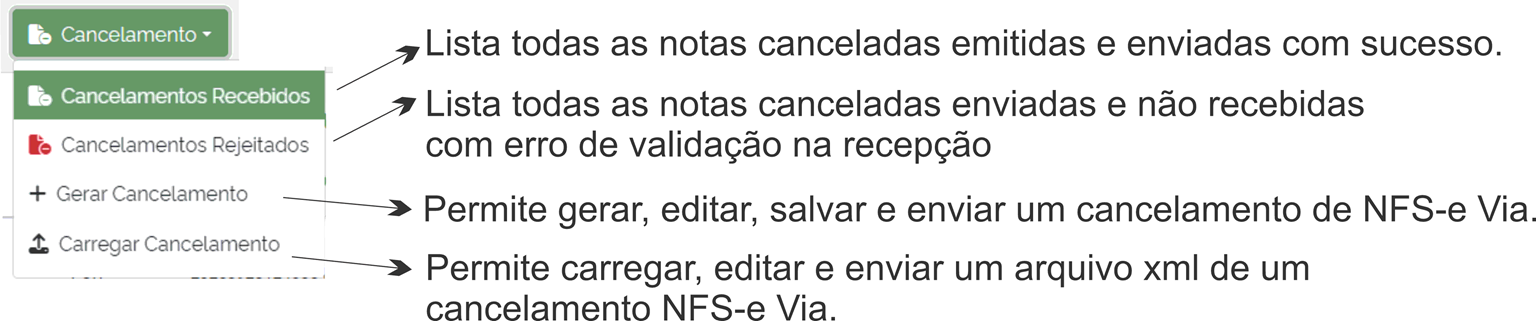 Cancelamento
Lista todas as notas canceladas emitidas e enviadas com sucesso.
Cancelamentos Recebidos
Lista todas as notas canceladas enviadas e não recebidas
com erro de validação na recepção
Cancelamentos Rejeitados
+ Gerar Cancelamento
Permite gerar, editar, salvar e enviar um cancelamento de NFS-e Via.
Carregar Cancelamento
Permite carregar, editar e enviar um arquivo xml de um
cancelamento NFS-e Via.